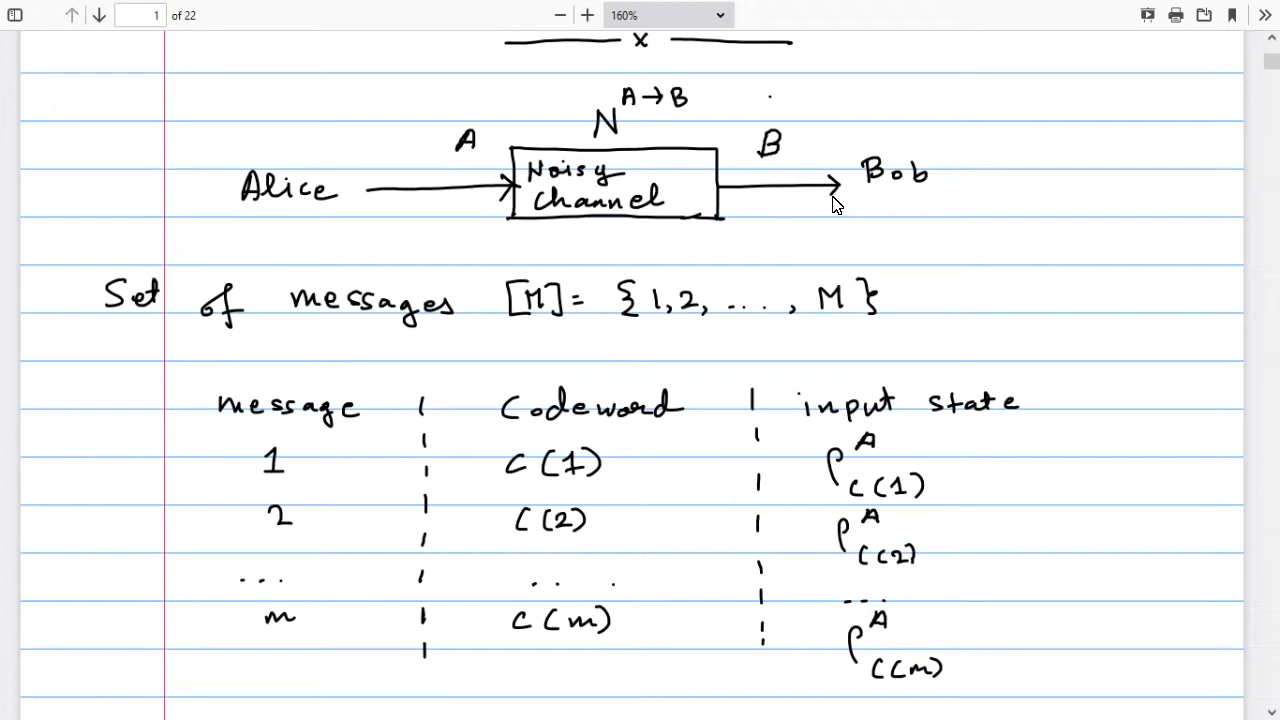 1 of 22 160%
x
N^{A→B}
A B
Alice Noisy Channel Bob
Set of messages [M] = {1,2, ...., M}
message | Codeword | input state
1 C(1) ρ^A_{C(1)}
2 C(2) ρ^A_{C(2)}
... ... ...
m C(m) ρ^A_{C(m)}